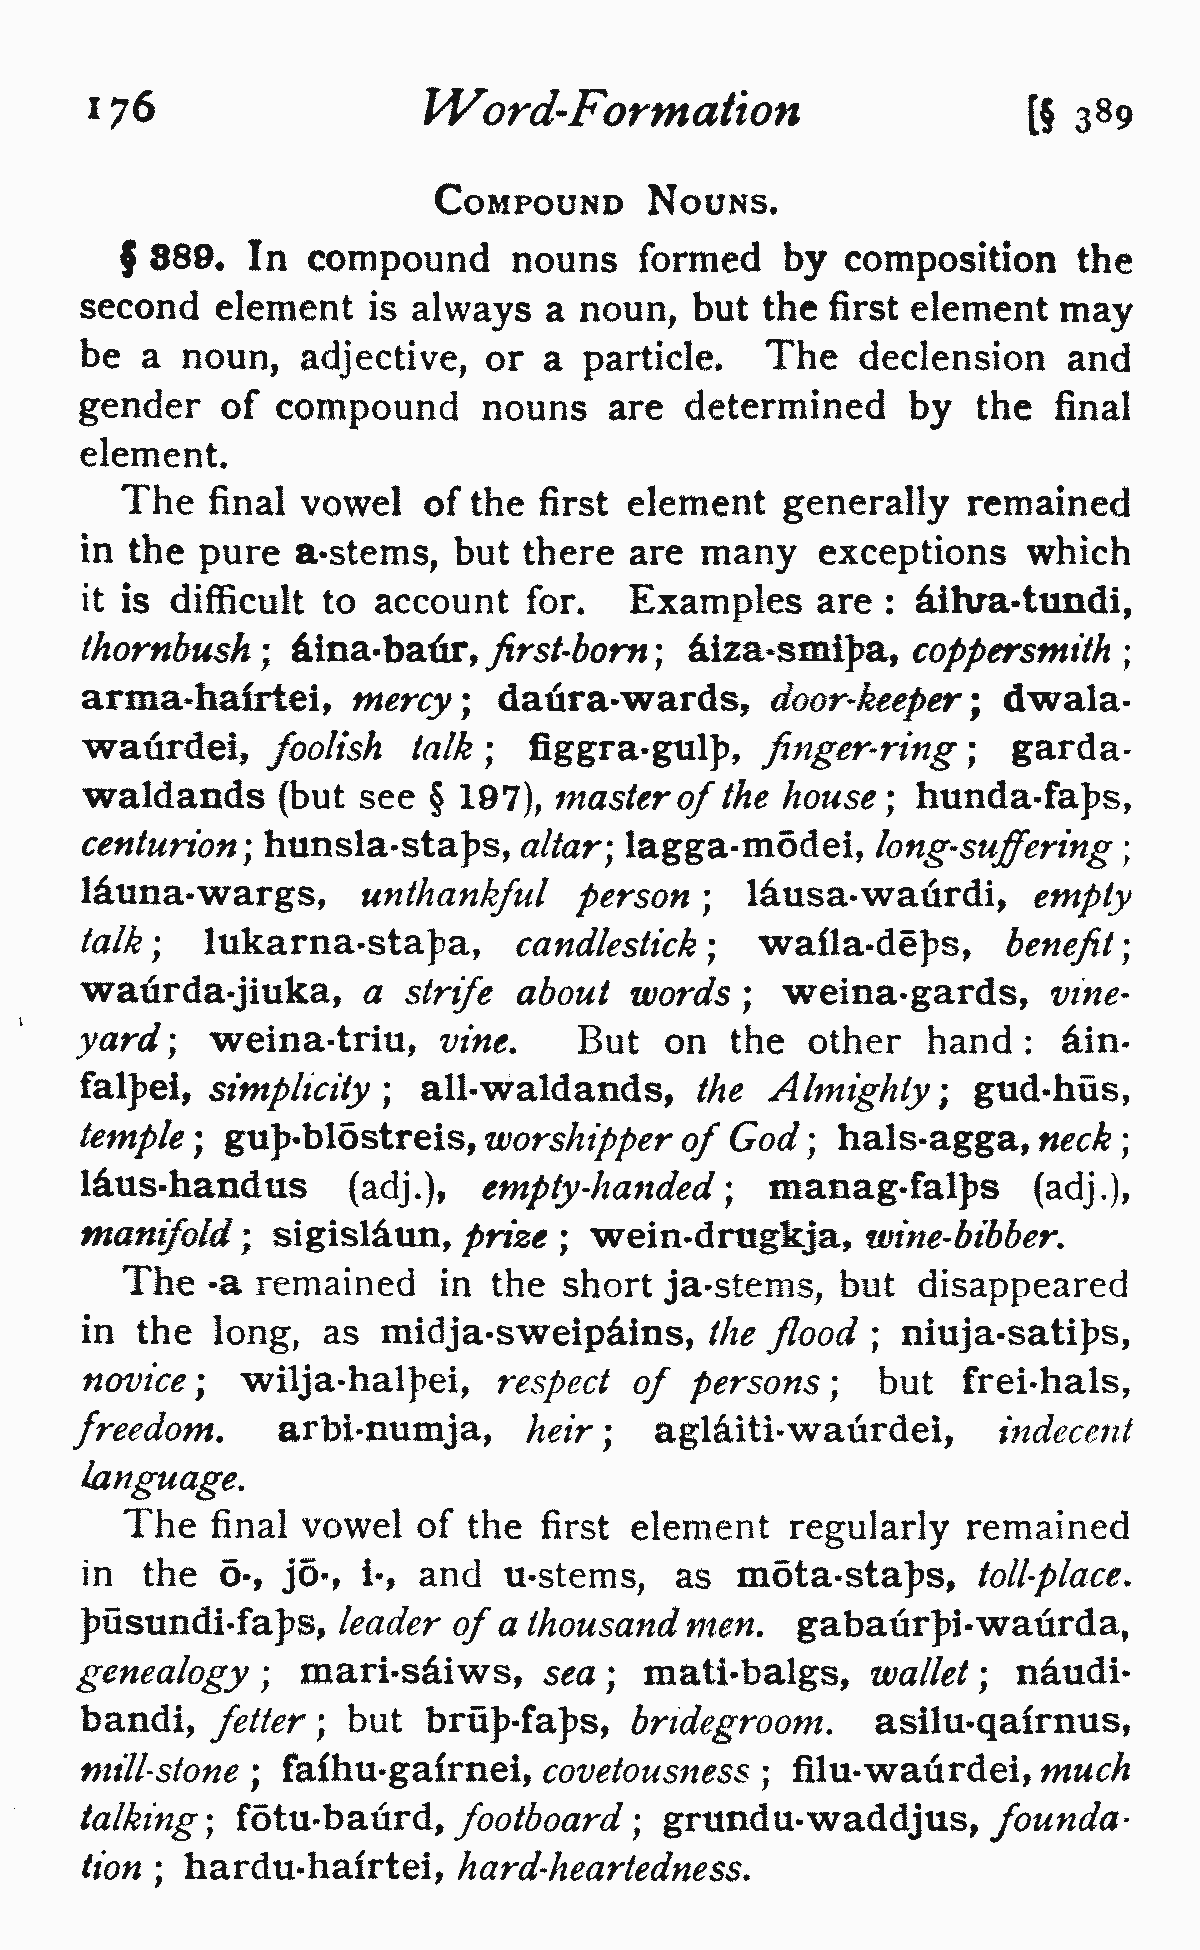 176 Word-Formation [§ 389
Compound Nouns.
§ 389. In compound nouns formed by composition the
second element is always a noun, but the first element may
be a noun, adjective, or a particle. The declension and
gender of compound nouns are determined by the final
element.
The final vowel of the first element generally remained
in the pure a-stems, but there are many exceptions which
it is difficult to account for. Examples are : áiƕa-tundi,
thornbush ; áina-baúr, first-born ; áiza-smiþa, coppersmith ;
arma-haírtei, mercy ; daúra-wards, door-keeper ; dwala-
waúrdei, foolish talk ; figgra-gulþ, finger-ring ; garda-
waldands (but see § 197), master of the house ; hunda-faþs,
centurion ; hunsla-staþs, altar ; lagga-mōdei, long-suffering ;
láuna-wargs, unthankful person ; láusa-waúrdi, empty
talk ; lukarna-staþa, candlestick ; waíla-dēþs, benefit ;
waúrda-jiuka, a strife about words ; weina-gards, vine-
yard ; weina-triu, vine. But on the other hand : áin-
falþei, simplicity ; all-waldands, the Almighty ; gud-hūs,
temple ; guþ-blōstreis, worshipper of God ; hals-agga, neck ;
láus-handus (adj.), empty-handed ; manag-falþs (adj.),
manifold ; sigisláun, prize ; wein-drugkja, wine-bibber.
The -a remained in the short ja-stems, but disappeared
in the long, as midja-sweipáins, the flood ; niuja-satiþs,
novice ; wilja-halþei, respect of persons ; but frei-hals,
freedom. arbi-numja, heir ; agláiti-waúrdei, indecent
language.
The final vowel of the first element regularly remained
in the ō-, jō-, i-, and u-stems, as mōta-staþs, toll-place.
þūsundi-faþs, leader of a thousand men. gabaúrþi-waúrda,
genealogy ; mari-sáiws, sea ; mati-balgs, wallet ; náudi-
bandi, fetter ; but brūþ-faþs, bridegroom. asilu-qaírnus,
mill-stone ; faíhu-gaírnei, covetousness ; filu-waúrdei, much
talking ; fōtu-baúrd, footboard ; grundu-waddjus, founda-
tion ; hardu-haírtei, hard-heartedness.